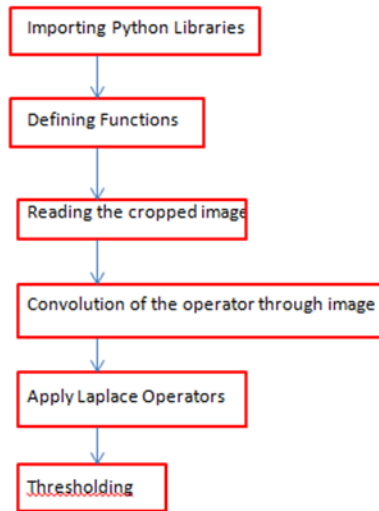 Importing Python Libraries
Defining Functions
Reading the cropped image
Convolution of the operator through image
Apply Laplace Operators
Thresholding